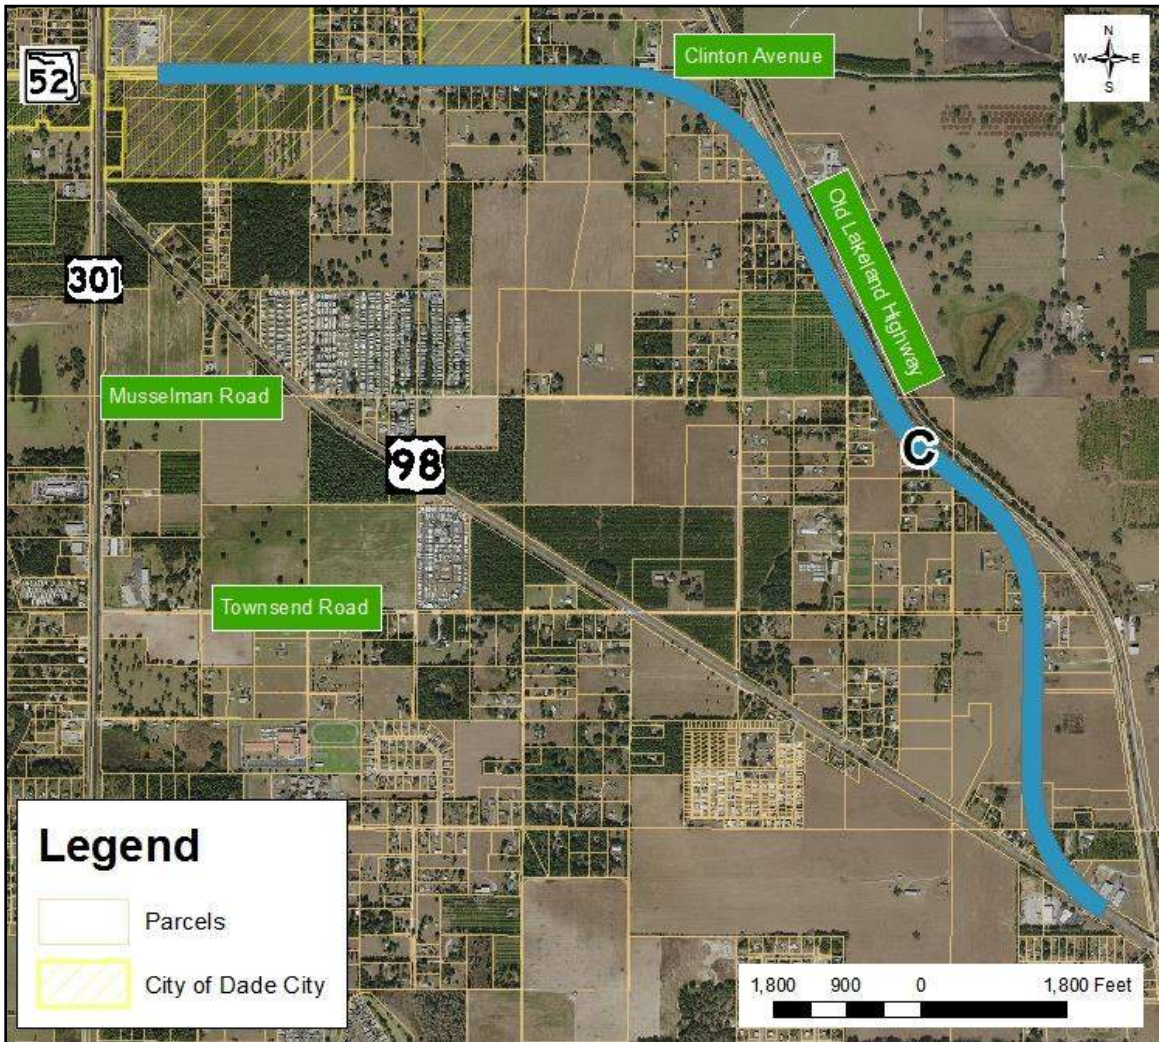 Clinton Avenue
N
W E
S
52
Old Lakeland Highway
301
Musselman Road
98
C
Townsend Road
Legend
Parcels
City of Dade City
1,800 900 0 1,800 Feet